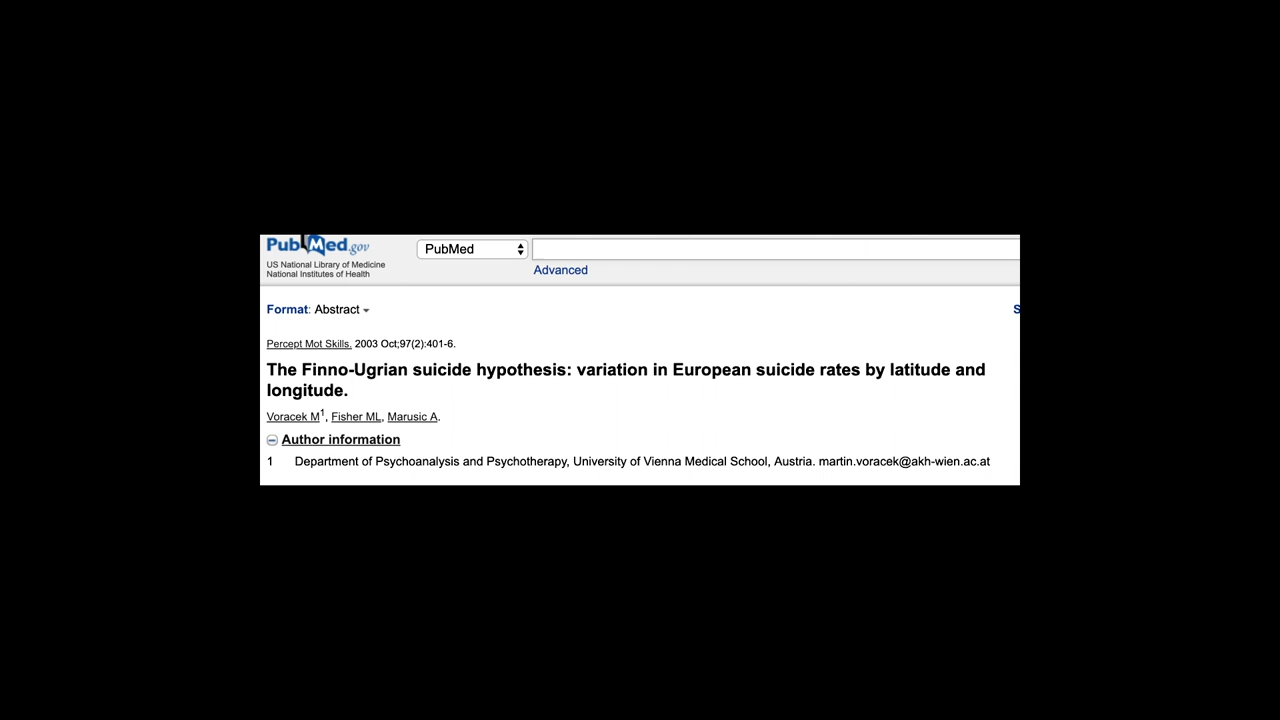 PubMed.gov
PubMed
US National Library of Medicine
National Institutes of Health
Advanced
Format: Abstract
S
Percept Mot Skills. 2003 Oct;97(2):401-6.
The Finno-Ugrian suicide hypothesis: variation in European suicide rates by latitude and
longitude.
Voracek M1, Fisher ML, Marusic A.
Author information
1 Department of Psychoanalysis and Psychotherapy, University of Vienna Medical School, Austria. martin.voracek@akh-wien.ac.at